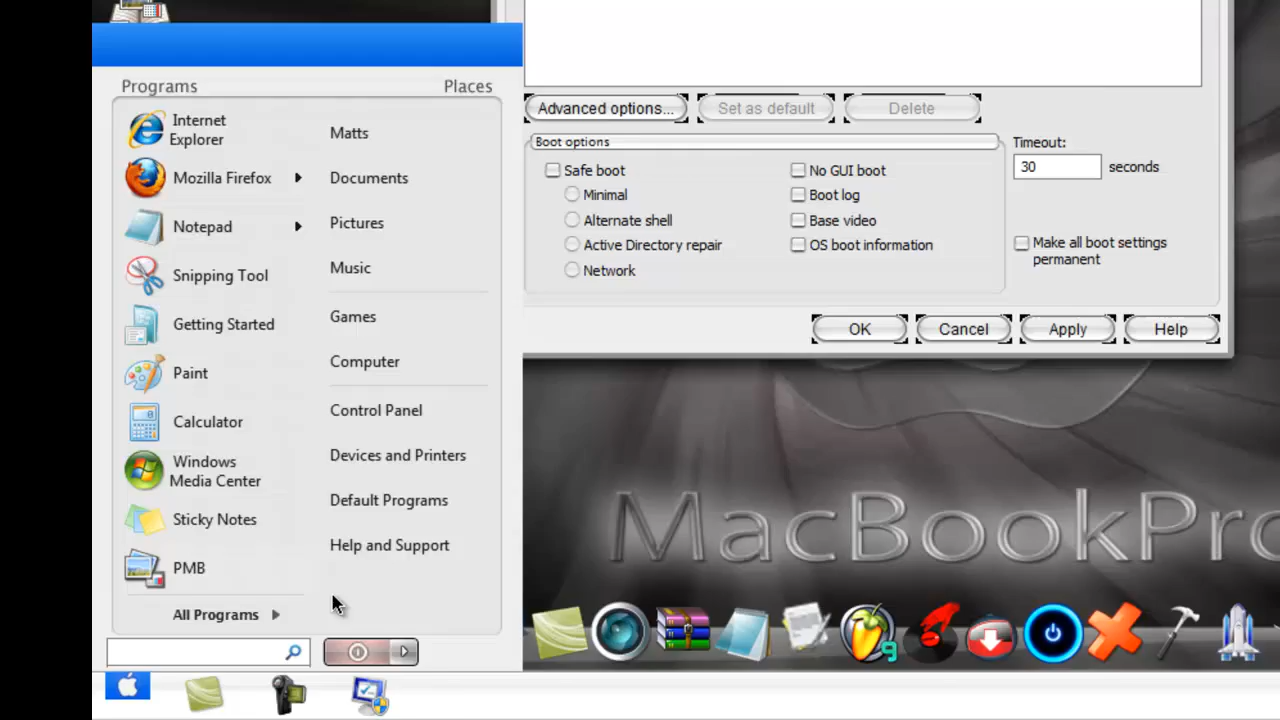 Programs
Places
Internet
Explorer
Mozilla Firefox
Notepad
Snipping Tool
Getting Started
Paint
Calculator
Windows
Media Center
Sticky Notes
PMB
All Programs
Matts
Documents
Pictures
Music
Games
Computer
Control Panel
Devices and Printers
Default Programs
Help and Support
Advanced options...
Set as default
Delete
Boot options
Safe boot
Minimal
Alternate shell
Active Directory repair
Network
No GUI boot
Boot log
Base video
OS boot information
Timeout:
30 seconds
Make all boot settings
permanent
OK
Cancel
Apply
Help
MacBookPro
9